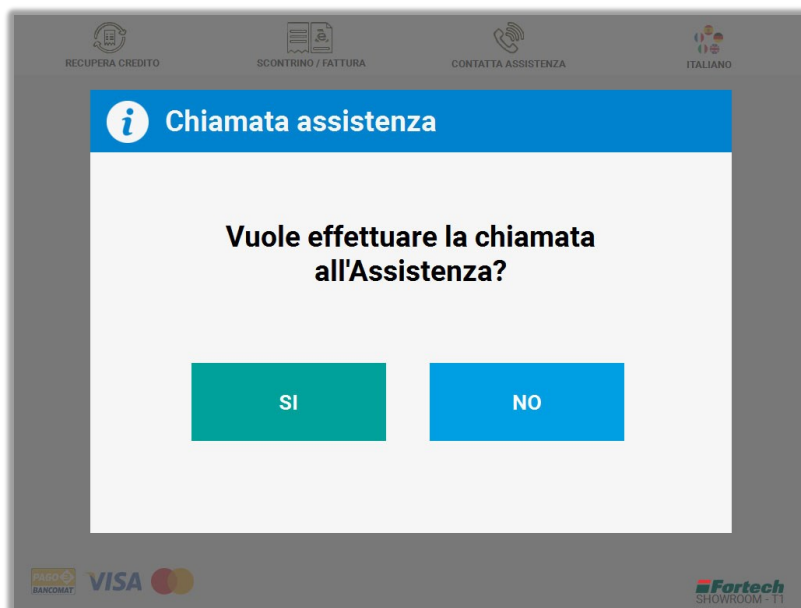 RECUPERA CREDITO
SCONTRINO / FATTURA
CONTATTA ASSISTENZA
ITALIANO
i Chiamata assistenza
Vuole effettuare la chiamata
all'Assistenza?
SI
NO
PAGO
BANCOMAT
VISA
Fortech
SHOWROOM - T1